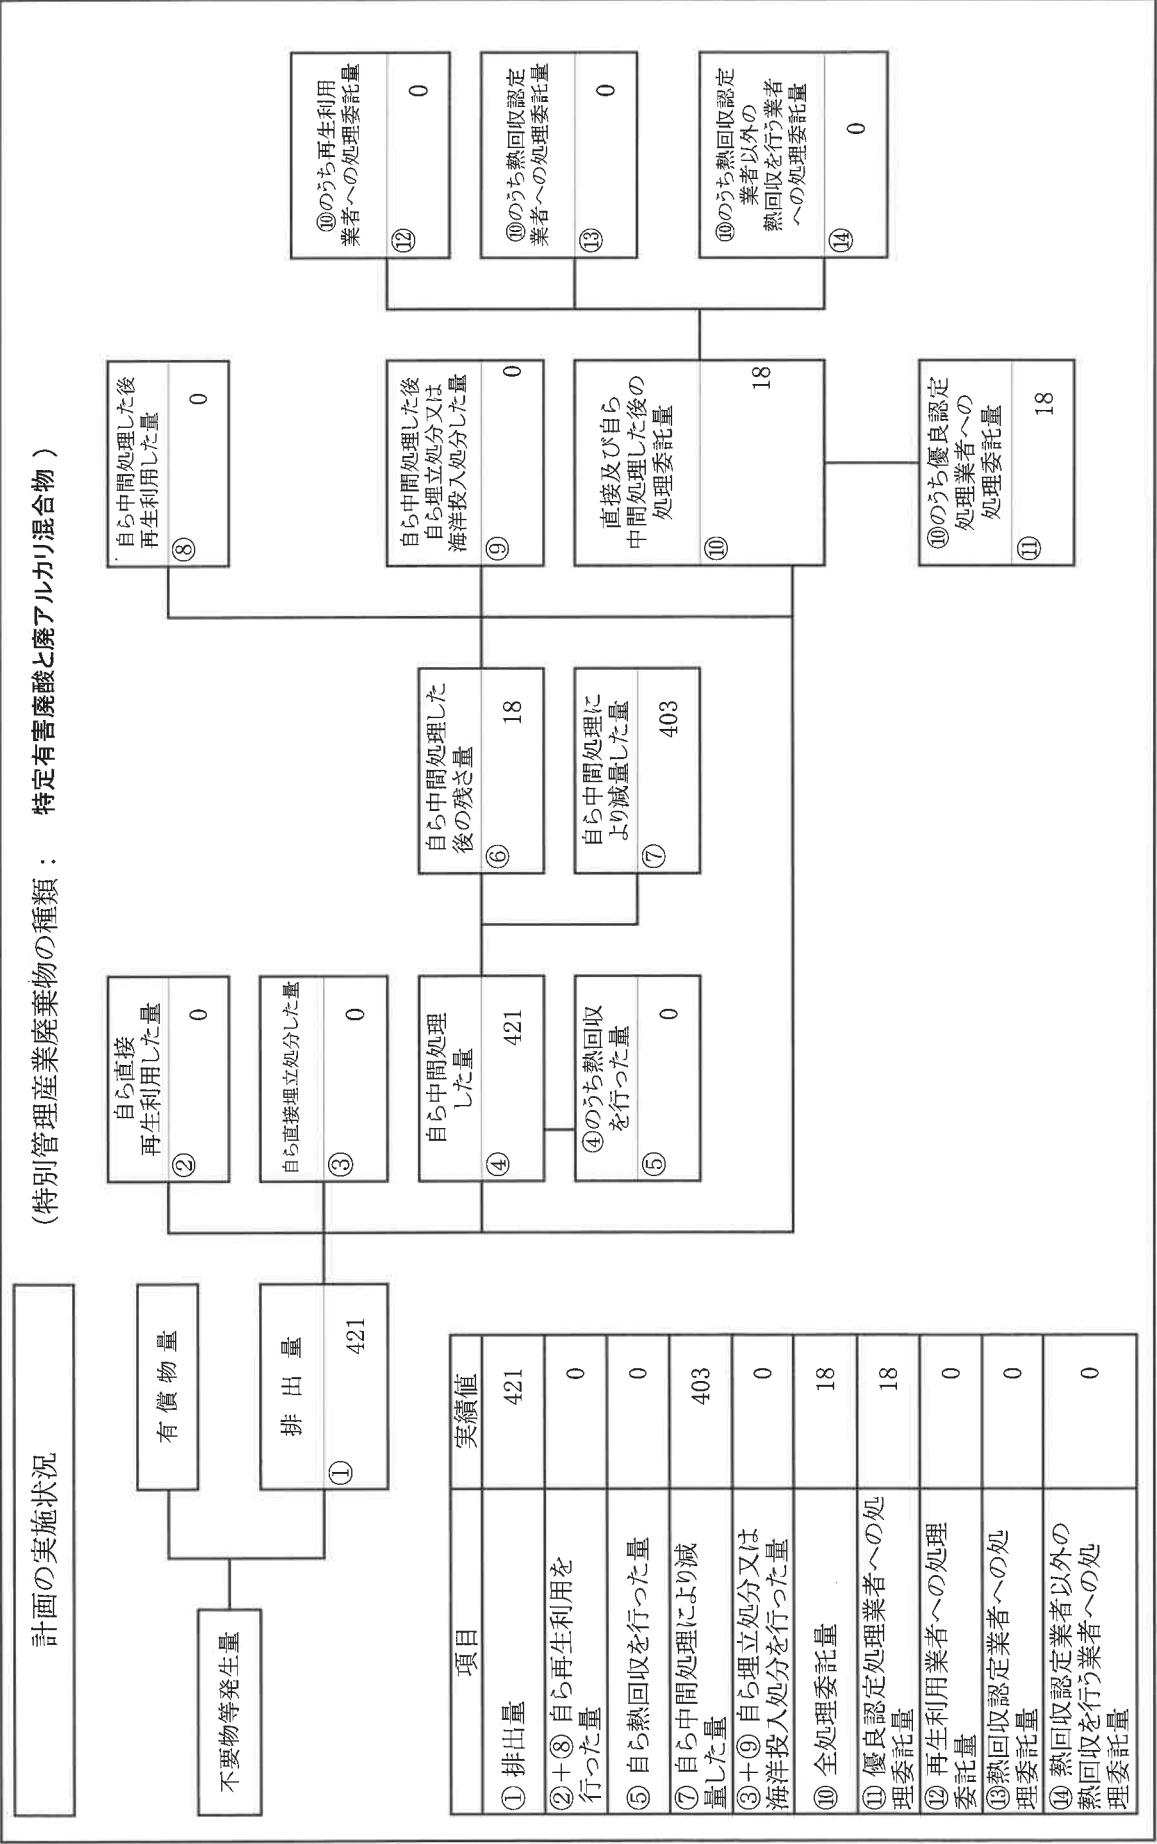 計画の実施状況
(特別管理産業廃棄物の種類： 特定有害廃酸と廃アルカリ混合物 )
不要物等発生量
有償物量
排出量
①
421
自ら直接
再生利用した量
②
0
自ら直接埋立処分した量
③
0
自ら中間処理
した量
④
421
④のうち熱回収
を行った量
⑤
0
自ら中間処理した
後の残さ量
⑥
18
自ら中間処理に
より減量した量
⑦
403
自ら中間処理した後
再生利用した量
⑧
0
自ら中間処理した後
自ら埋立処分又は
海洋投入処分した量
⑨
0
直接及び自ら
中間処理した後の
処理委託量
⑩
18
⑩のうち優良認定
処理業者への
処理委託量
⑪
18
⑩のうち再生利用
業者への処理委託量
⑫
0
⑩のうち熱回収認定
業者への処理委託量
⑬
0
⑩のうち熱回収認定
業者以外の
熱回収を行う業者
への処理委託量
⑭
0
項目 実績値
① 排出量 421
②＋⑧ 自ら再生利用を
行った量 0
⑤ 自ら熱回収を行った量 0
⑦ 自ら中間処理により減
量した量 403
③＋⑨ 自ら埋立処分又は
海洋投入処分を行った量 0
⑩ 全処理委託量 18
⑪ 優良認定処理業者への処
理委託量 18
⑫ 再生利用業者への処理
委託量 0
⑬熱回収認定業者への処
理委託量 0
⑭ 熱回収認定業者以外の
熱回収を行う業者への処
理委託量 0